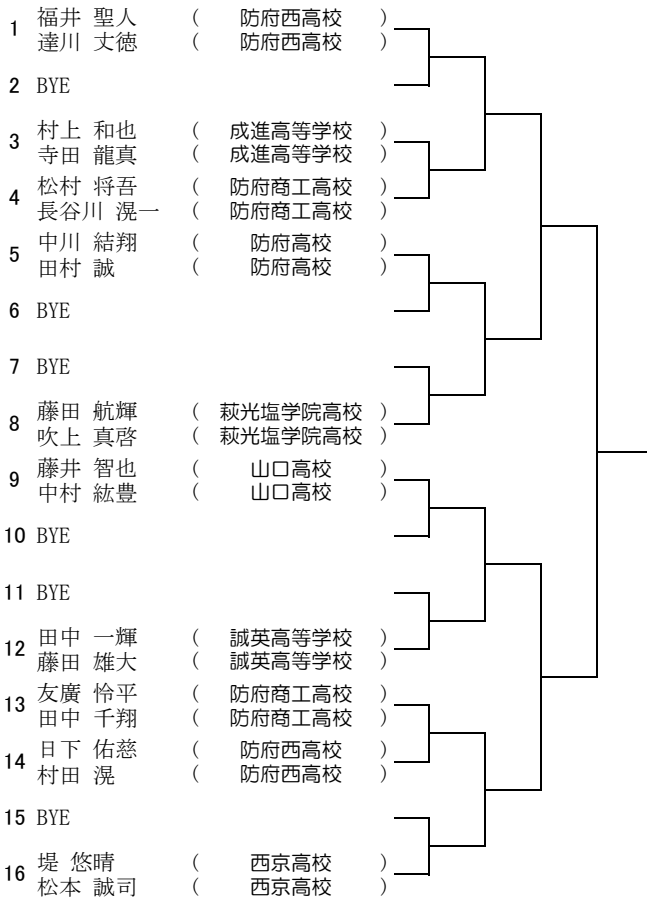 1 福井 聖人 ( 防府西高校 )
達川 丈徳 ( 防府西高校 )
2 BYE
3 村上 和也 ( 成進高等学校 )
寺田 龍真 ( 成進高等学校 )
4 松村 将吾 ( 防府商工高校 )
長谷川 滉一 ( 防府商工高校 )
5 中川 結翔 ( 防府高校 )
田村 誠 ( 防府高校 )
6 BYE
7 BYE
8 藤田 航輝 ( 萩光塩学院高校 )
吹上 真啓 ( 萩光塩学院高校 )
9 藤井 智也 ( 山口高校 )
中村 紘豊 ( 山口高校 )
10 BYE
11 BYE
12 田中 一輝 ( 誠英高等学校 )
藤田 雄大 ( 誠英高等学校 )
13 友廣 怜平 ( 防府商工高校 )
田中 千翔 ( 防府商工高校 )
14 日下 佑慈 ( 防府西高校 )
村田 滉 ( 防府西高校 )
15 BYE
16 堤 悠晴 ( 西京高校 )
松本 誠司 ( 西京高校 )